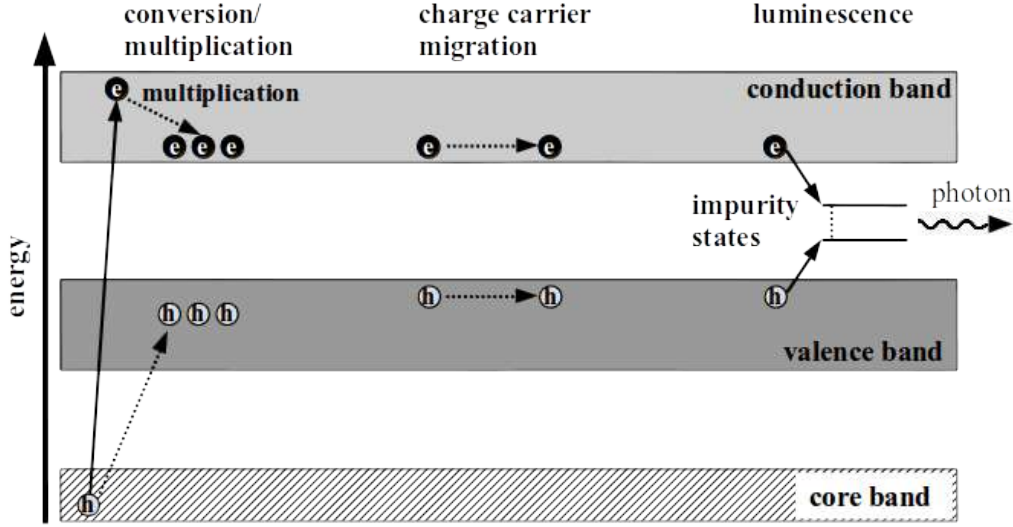 conversion/
multiplication
charge carrier
migration
luminescence
e
multiplication
conduction band
e e e
e
e
e
impurity
states
photon
energy
h h h
h
h
h
valence band
h
core band